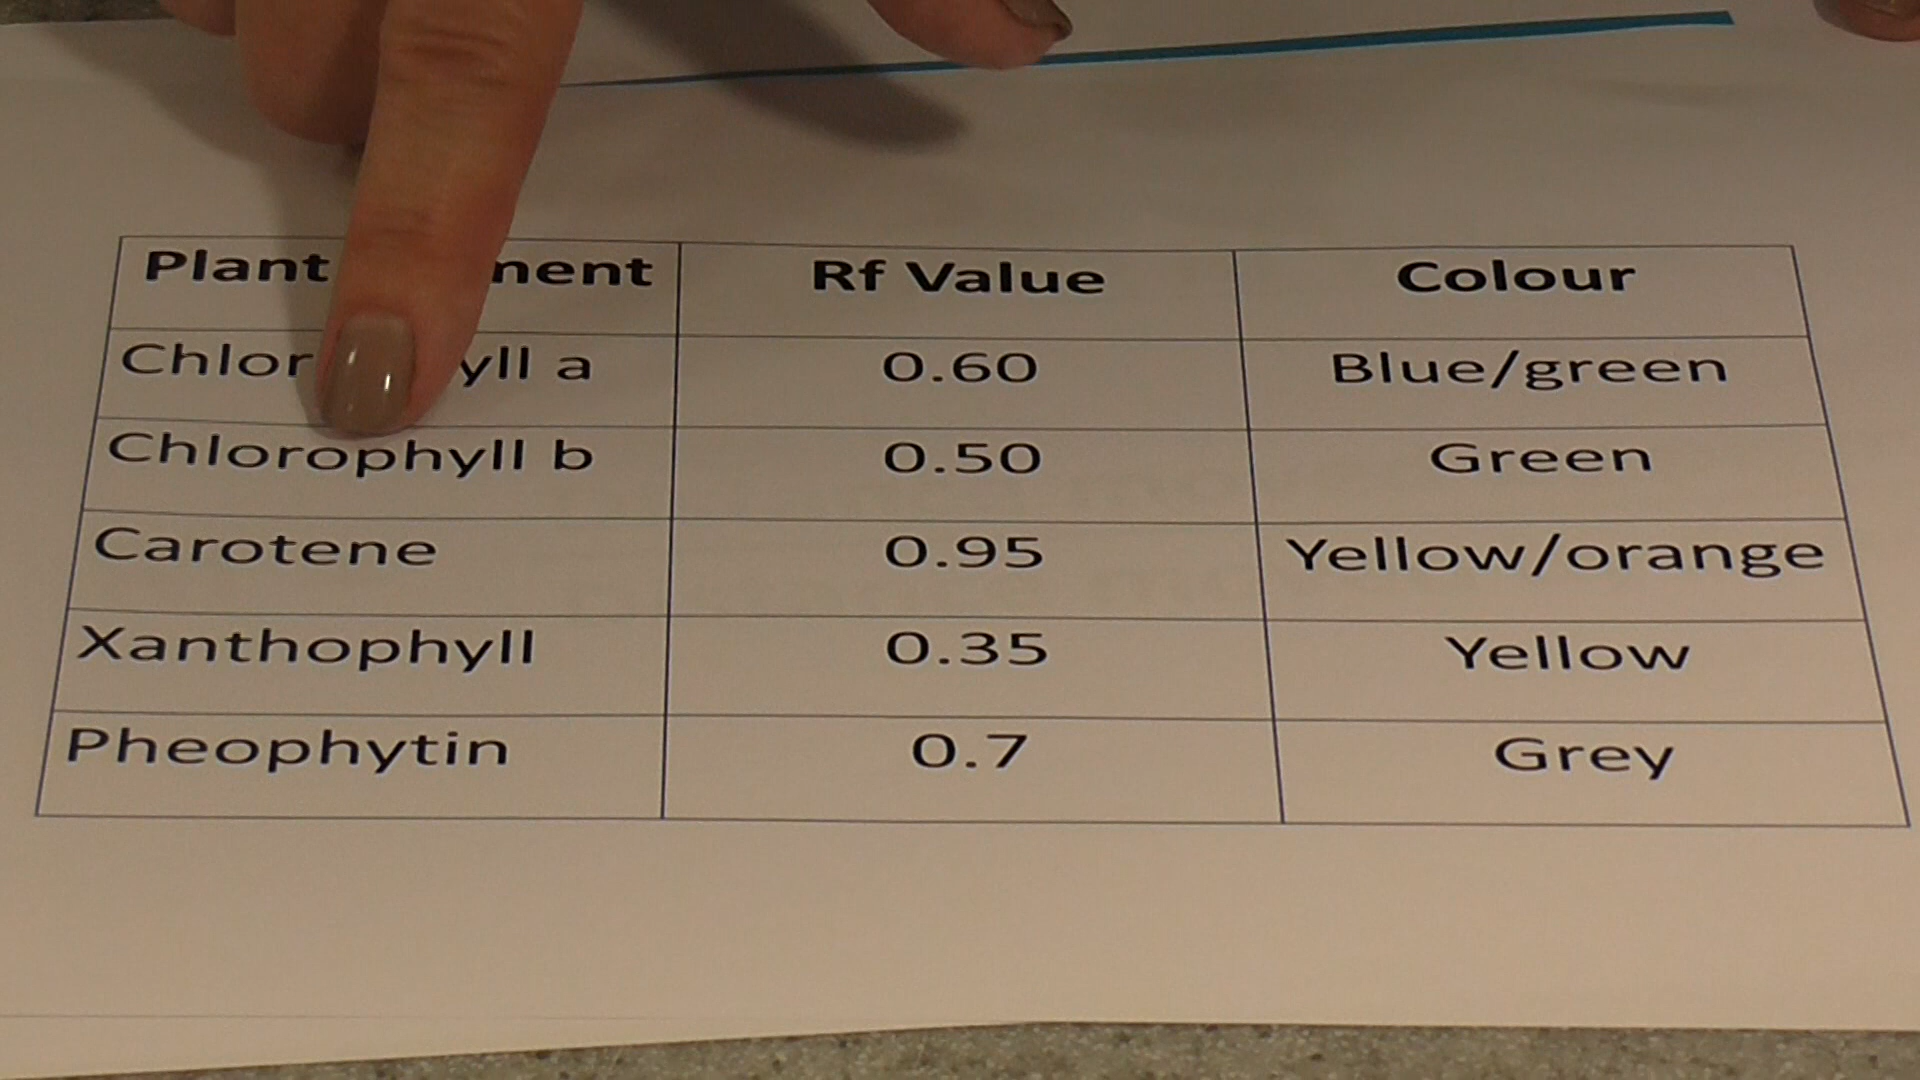 Plant ment Rf Value Colour
Chlor yll a 0.60 Blue/green
Chlorophyll b 0.50 Green
Carotene 0.95 Yellow/orange
Xanthophyll 0.35 Yellow
Pheophytin 0.7 Grey